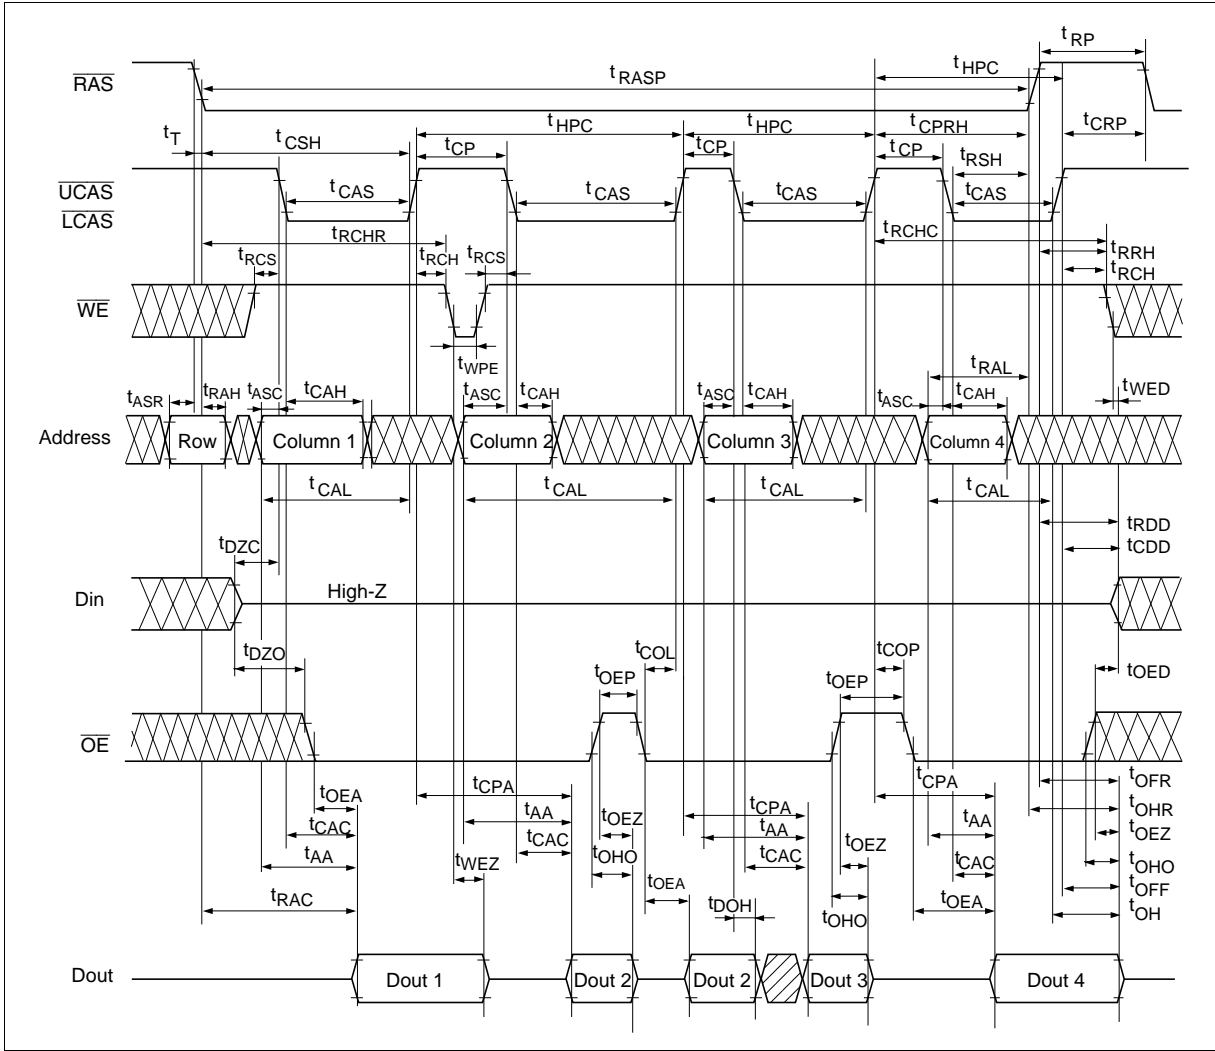 tRP
tHPC
RAS
tRASP
tHPC
tHPC
tCPRH
tCRP
tT
tCSH
tCP
tCP
tCP
tRSH
UCAS
LCAS
tCAS
tCAS
tCAS
tCAS
tRCHR
tRCHC
tRCS
tRCH
tRCS
tRRH
tRCH
WE
tWPE
tRAL
tWED
tASR
tRAH
tASC
tCAH
tASC
tCAH
tASC
tCAH
tASC
tCAH
Address
Row
Column 1
Column 2
Column 3
Column 4
tCAL
tCAL
tCAL
tCAL
tRDD
tCDD
tDZC
Din
High-Z
tDZO
tCOL
tCOP
tOEP
tOEP
tOED
OE
tOEA
tCPA
tCPA
tCPA
tOFR
tOHR
tCAC
tAA
tOEZ
tAA
tOEZ
tAA
tOEZ
tAA
tCAC
tOHO
tCAC
tCAC
tOHO
tWEZ
tOEA
tOFF
tRAC
tDOH
tOHO
tOEA
tOH
Dout
Dout 1
Dout 2
Dout 2
Dout 3
Dout 4